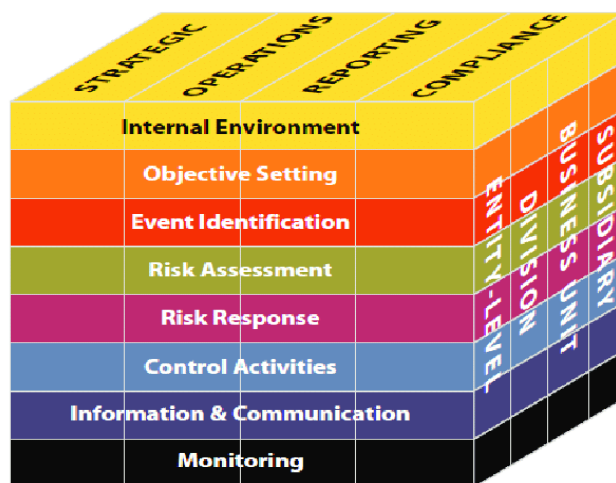 STRATEGIC
OPERATIONS
REPORTING
COMPLIANCE
Internal Environment
Objective Setting
Event Identification
Risk Assessment
Risk Response
Control Activities
Information & Communication
Monitoring
ENTITY-LEVEL
DIVISION
BUSINESS UNIT
SUBSIDIARY